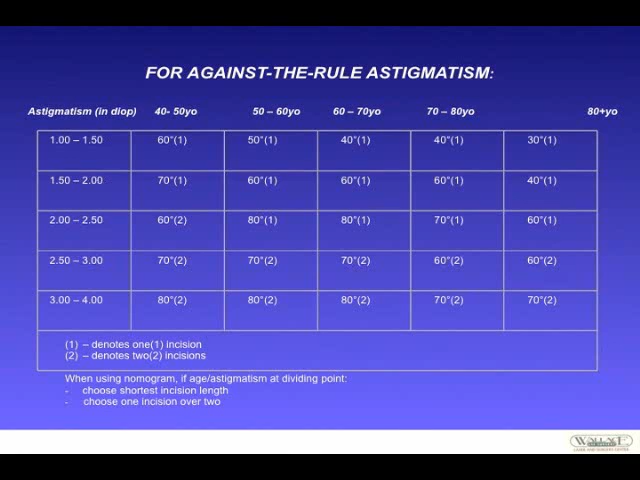 FOR AGAINST-THE-RULE ASTIGMATISM:
Astigmatism (in diop) 40- 50yo 50 – 60yo 60 – 70yo 70 – 80yo 80+yo
1.00 – 1.50 60°(1) 50°(1) 40°(1) 40°(1) 30°(1)
1.50 – 2.00 70°(1) 60°(1) 60°(1) 60°(1) 40°(1)
2.00 – 2.50 60°(2) 80°(1) 80°(1) 70°(1) 60°(1)
2.50 – 3.00 70°(2) 70°(2) 70°(2) 60°(2) 60°(2)
3.00 – 4.00 80°(2) 80°(2) 80°(2) 70°(2) 70°(2)
(1) – denotes one(1) incision
(2) – denotes two(2) incisions
When using nomogram, if age/astigmatism at dividing point:
- choose shortest incision length
- choose one incision over two
WALLACE